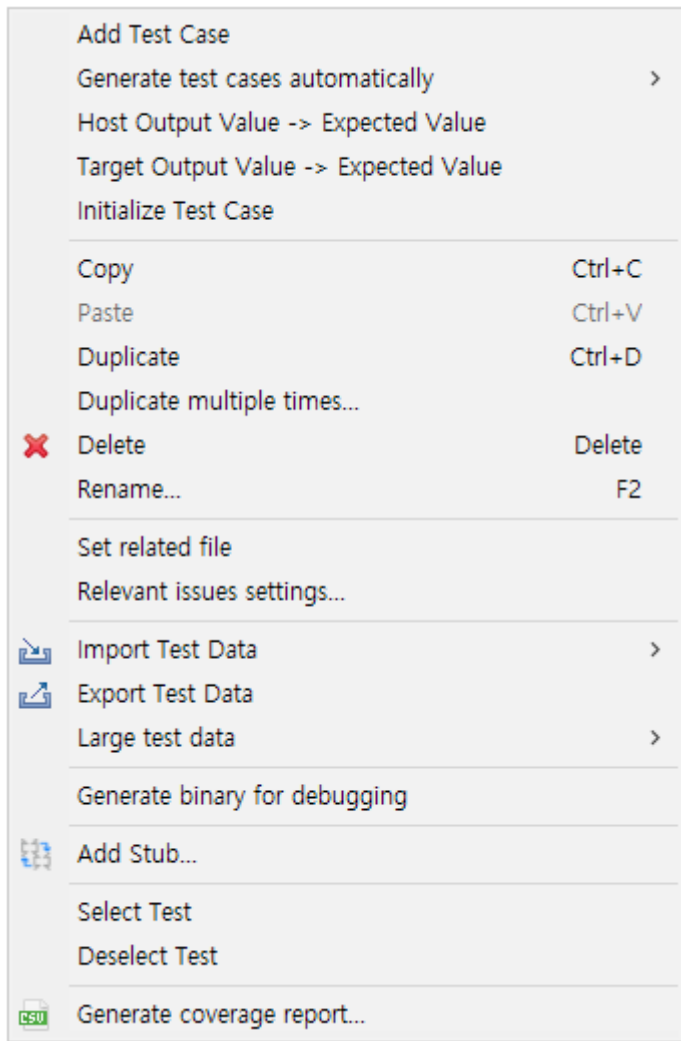 Add Test Case
Generate test cases automatically
Host Output Value -> Expected Value
Target Output Value -> Expected Value
Initialize Test Case
Copy Ctrl+C
Paste Ctrl+V
Duplicate Ctrl+D
Duplicate multiple times...
Delete Delete
Rename... F2
Set related file
Relevant issues settings...
Import Test Data
Export Test Data
Large test data
Generate binary for debugging
Add Stub...
Select Test
Deselect Test
CSV Generate coverage report...